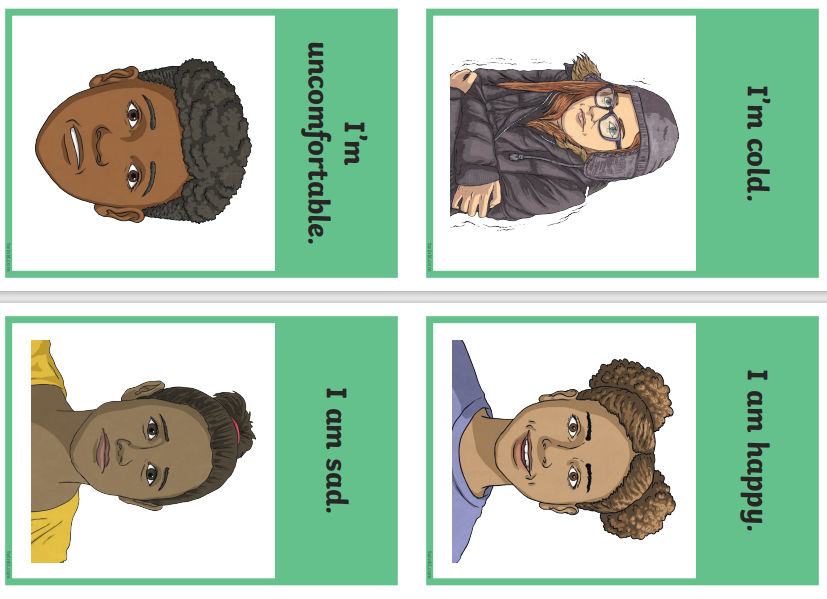 I'm
uncomfortable.
I'm cold.
I am sad.
I am happy.